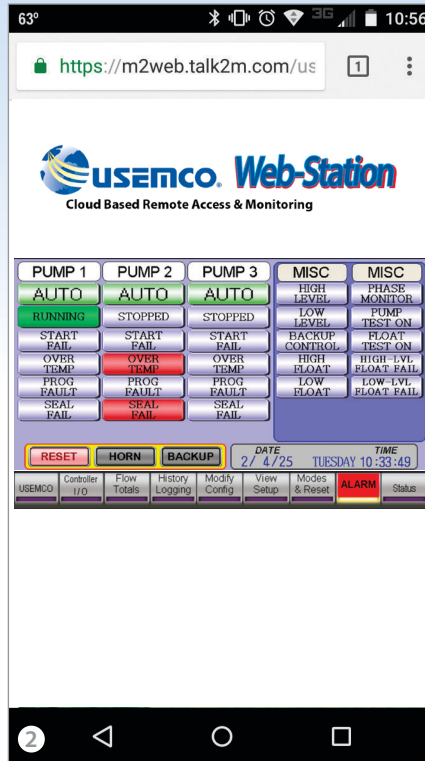 63º 3G 10:56
https://m2web.talk2m.com/us 1
USEMCO. Web-Station
Cloud Based Remote Access & Monitoring
PUMP 1 PUMP 2 PUMP 3 MISC MISC
AUTO AUTO AUTO HIGH LEVEL PHASE MONITOR
RUNNING STOPPED STOPPED LOW LEVEL PUMP TEST ON
START FAIL START FAIL START FAIL BACKUP CONTROL FLOAT TEST ON
OVER TEMP OVER TEMP OVER TEMP HIGH FLOAT HIGH-LVL FLOAT FAIL
PROG FAULT PROG FAULT PROG FAULT LOW FLOAT LOW-LVL FLOAT FAIL
SEAL FAIL SEAL FAIL SEAL FAIL
DATE TIME
RESET HORN BACKUP 2/ 4/25 TUESDAY 10:33:49
USEMCO Controller I/O Flow Totals History Logging Modify Config View Setup Modes & Reset ALARM Status
2